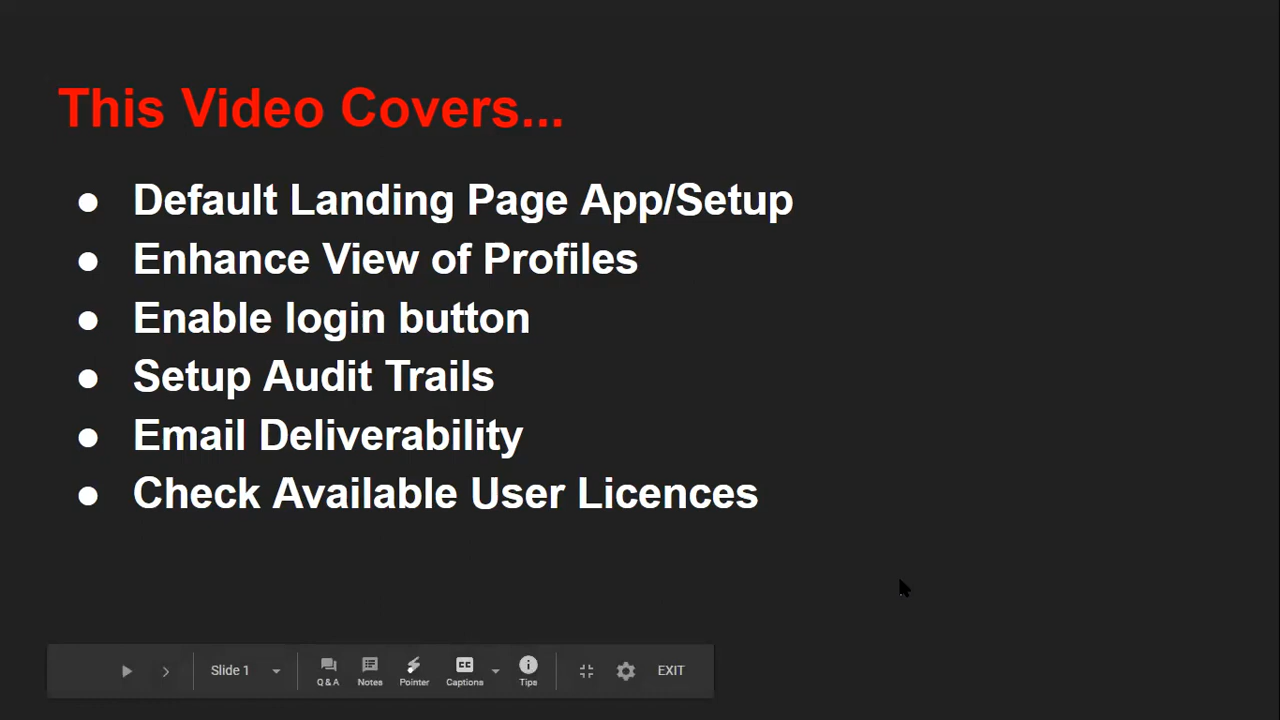 This Video Covers...
● Default Landing Page App/Setup
● Enhance View of Profiles
● Enable login button
● Setup Audit Trails
● Email Deliverability
● Check Available User Licences
Slide 1
Q & A
Notes
Pointer
CC
Captions
Tips
EXIT